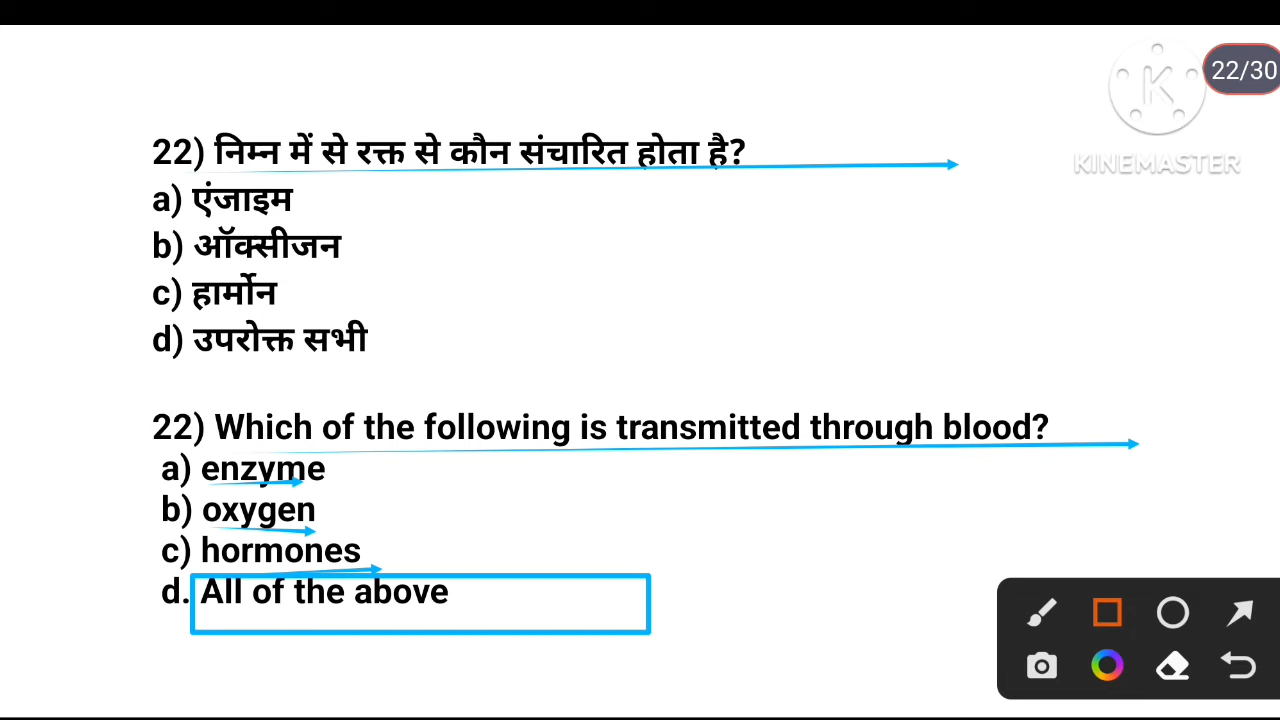 22/30
KINEMASTER
22) निम्न में से रक्त से कौन संचारित होता है?
a) एंजाइम
b) ऑक्सीजन
c) हार्मोन
d) उपरोक्त सभी
22) Which of the following is transmitted through blood?
a) enzyme
b) oxygen
c) hormones
d. All of the above